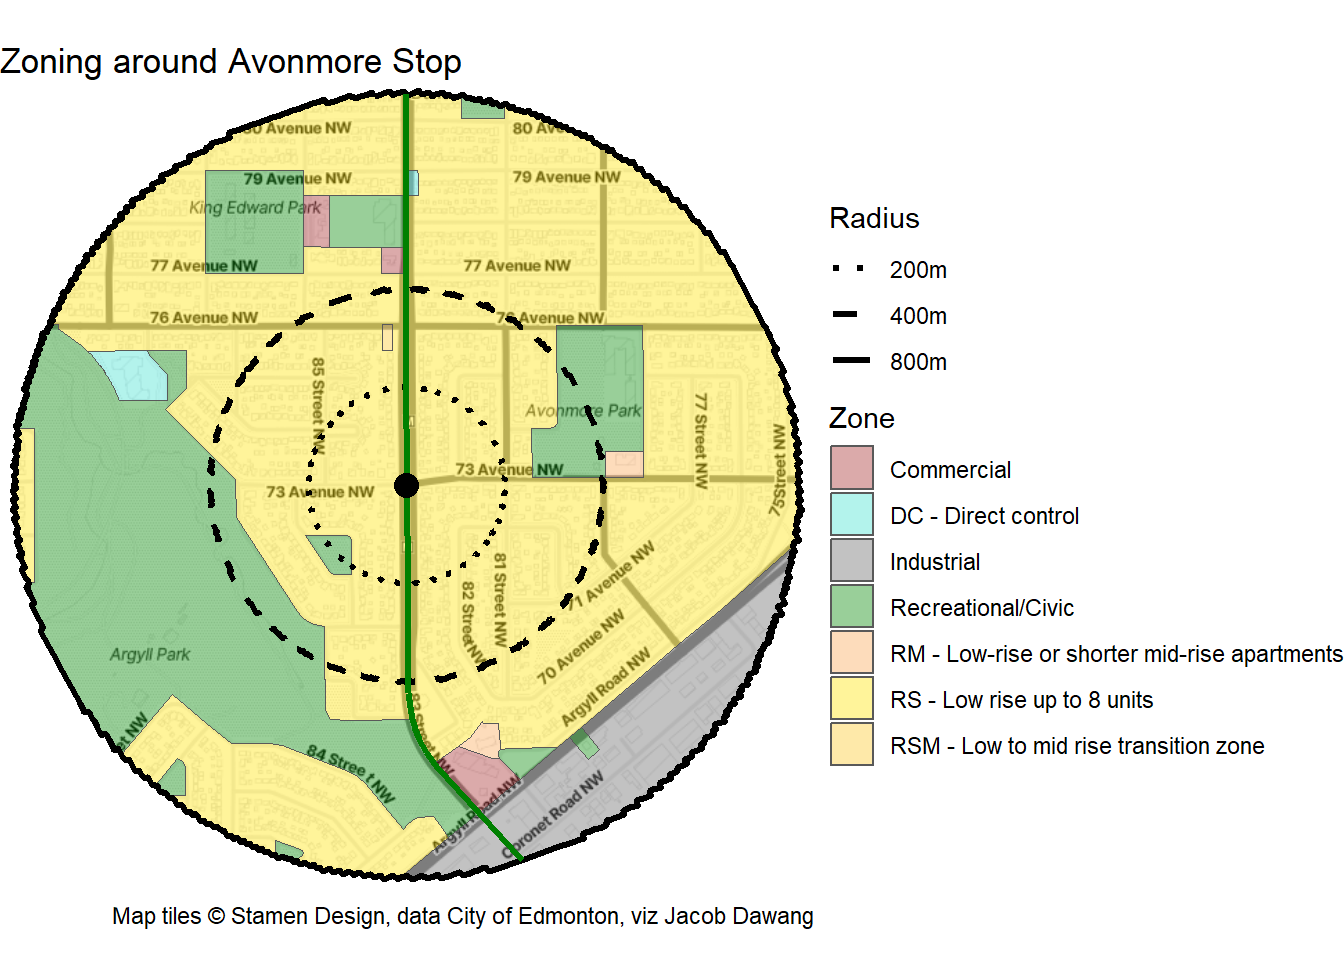 Zoning around Avonmore Stop
80 Avenue NW
80 Avenue NW
79 Avenue NW
79 Avenue NW
King Edward Park
77 Avenue NW
77 Avenue NW
76 Avenue NW
76 Avenue NW
85 Street NW
Avonmore Park
77 Street NW
75 Street NW
73 Avenue NW
73 Avenue NW
81 Street NW
82 Street NW
71 Avenue NW
70 Avenue NW
Argyll Park
Argyll Road NW
83 Street NW
et NW
84 Stree t NW
Argyll Road NW
Coronet Road NW
Radius
200m
400m
800m
Zone
Commercial
DC - Direct control
Industrial
Recreational/Civic
RM - Low-rise or shorter mid-rise apartments
RS - Low rise up to 8 units
RSM - Low to mid rise transition zone
Map tiles © Stamen Design, data City of Edmonton, viz Jacob Dawang